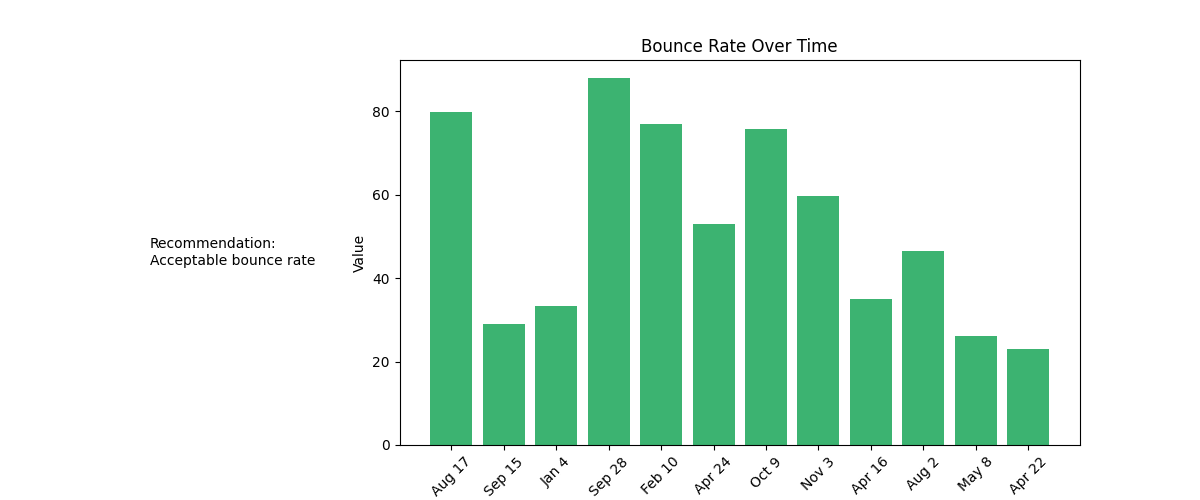 Bounce Rate Over Time
Recommendation:
Acceptable bounce rate
Value
80
60
40
20
0
Aug 17
Sep 15
Jan 4
Sep 28
Feb 10
Apr 24
Oct 9
Nov 3
Apr 16
Aug 2
May 8
Apr 22